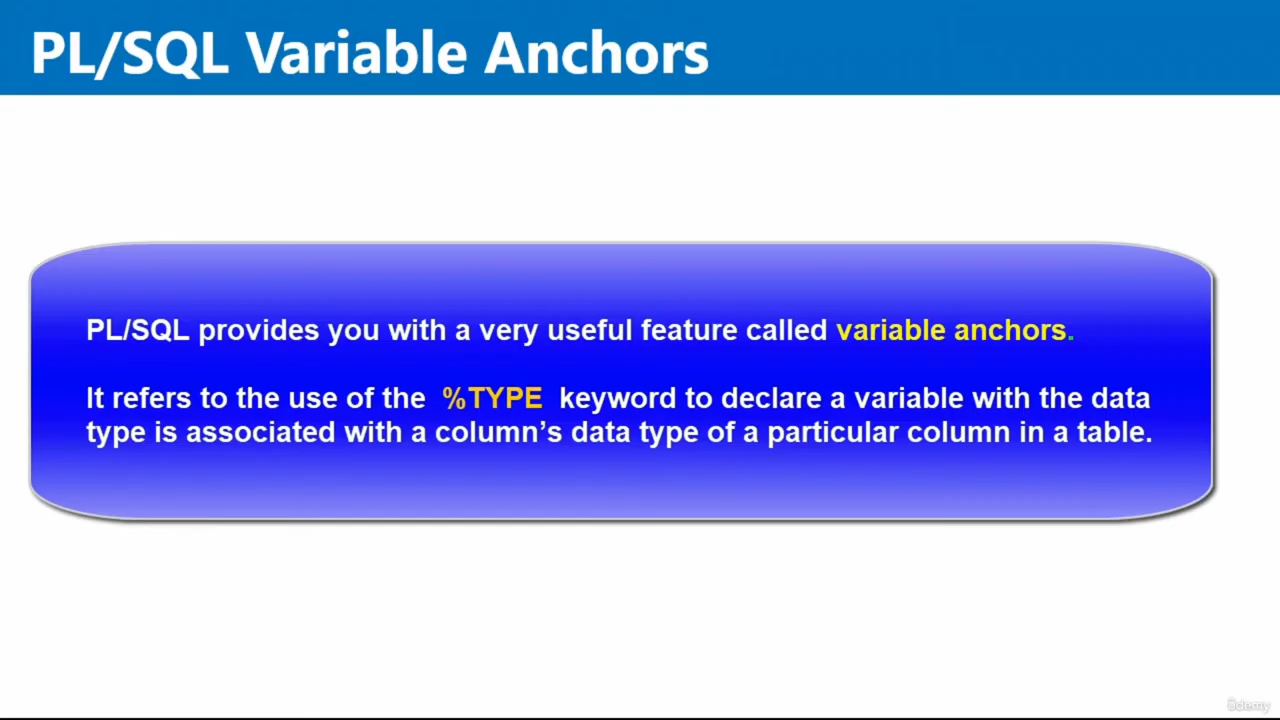 PL/SQL Variable Anchors
PL/SQL provides you with a very useful feature called variable anchors.
It refers to the use of the %TYPE keyword to declare a variable with the data
type is associated with a column’s data type of a particular column in a table.
ûdemy